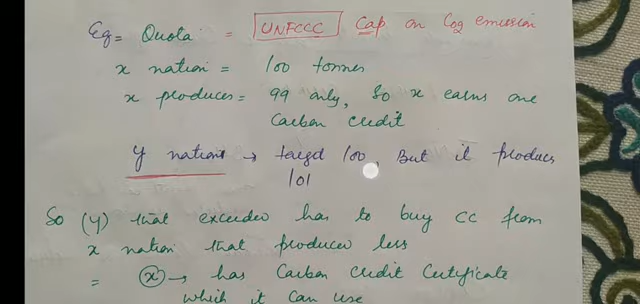 Eg = Quota = UNFCCC Cap on CO2 emission
x nation = 100 tonnes
x produces = 99 only, So x earns one
Carbon credit
Y nation → target 100, But it produces
101
So (Y) that exceeded has to buy CC from
x nation that produced less
= (x) → has Carbon Credit Certificate
which it can use